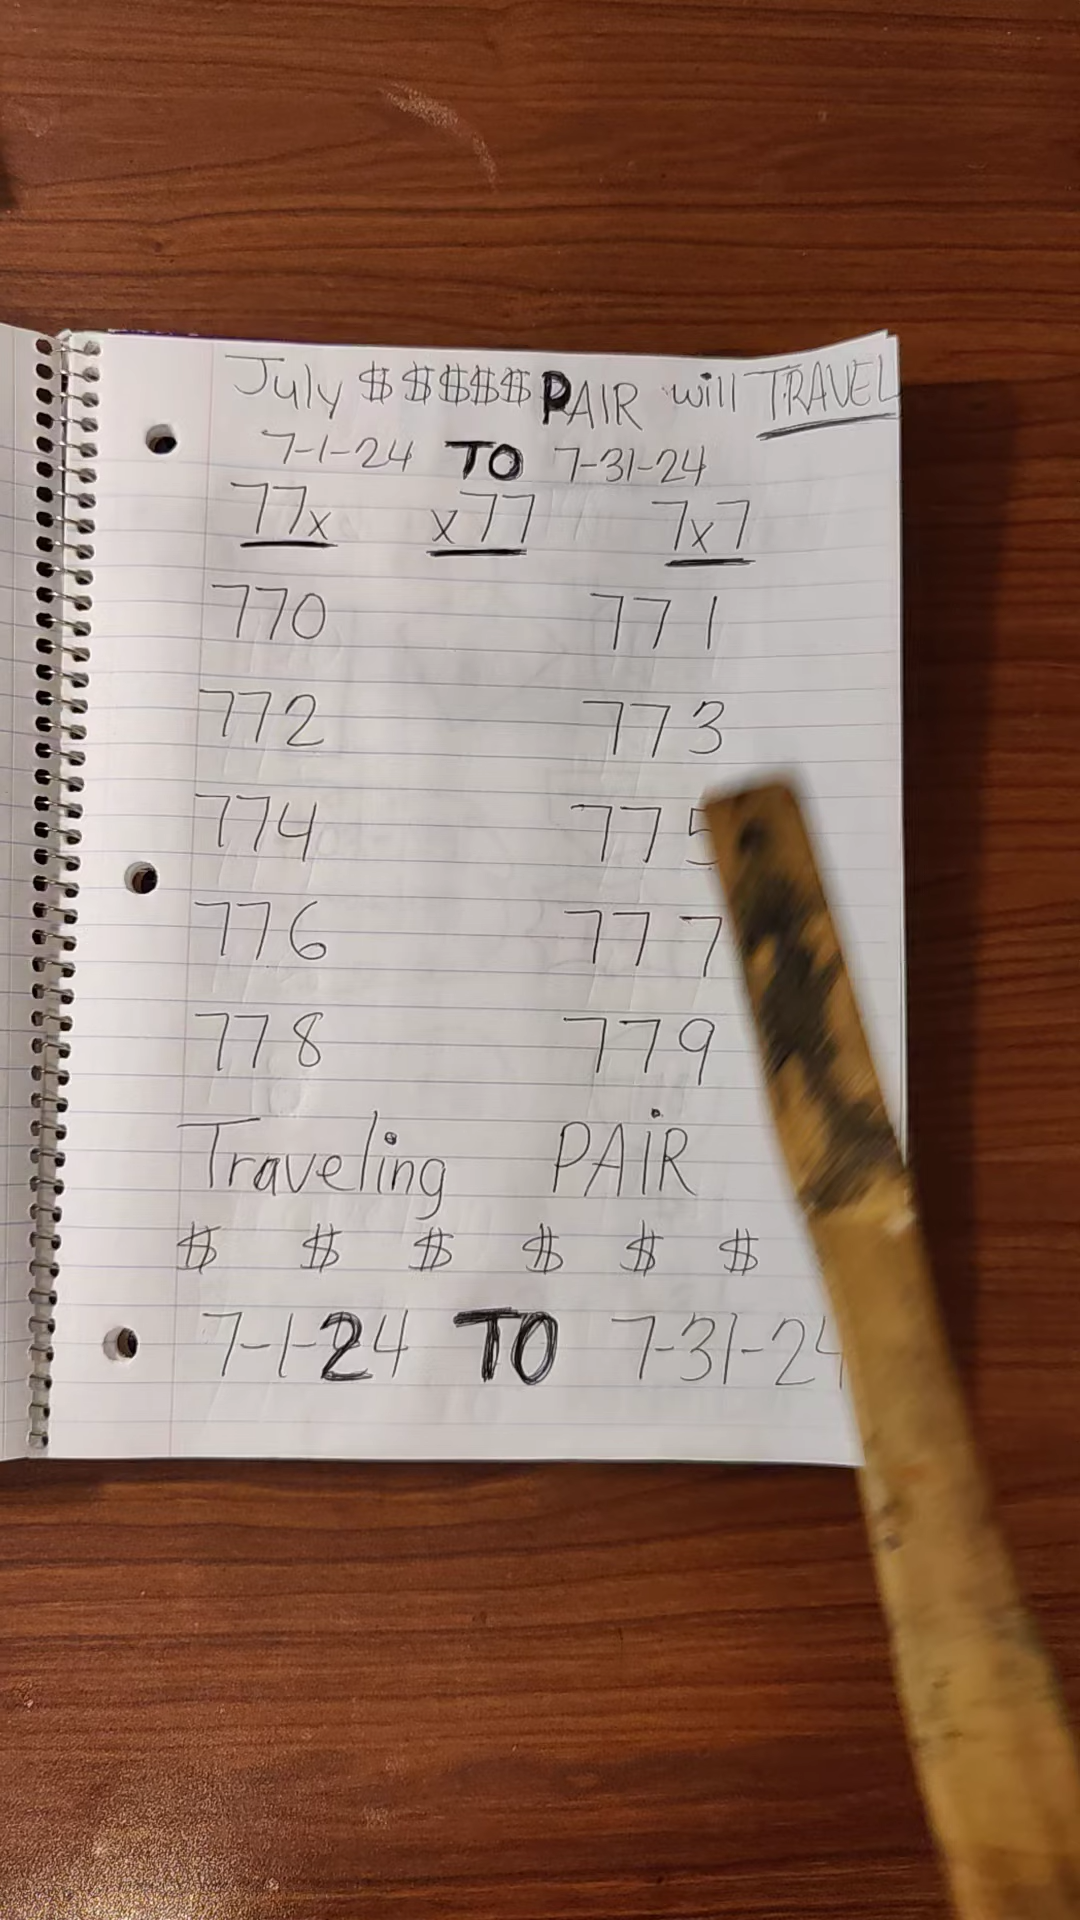 July $$$$$ PAIR will TRAVEL
7-1-24 TO 7-31-24
77x x77 7x7
770 771
772 773
774 775
776 777
778 779
Traveling PAIR
$ $ $ $ $ $
7-1-24 TO 7-31-24